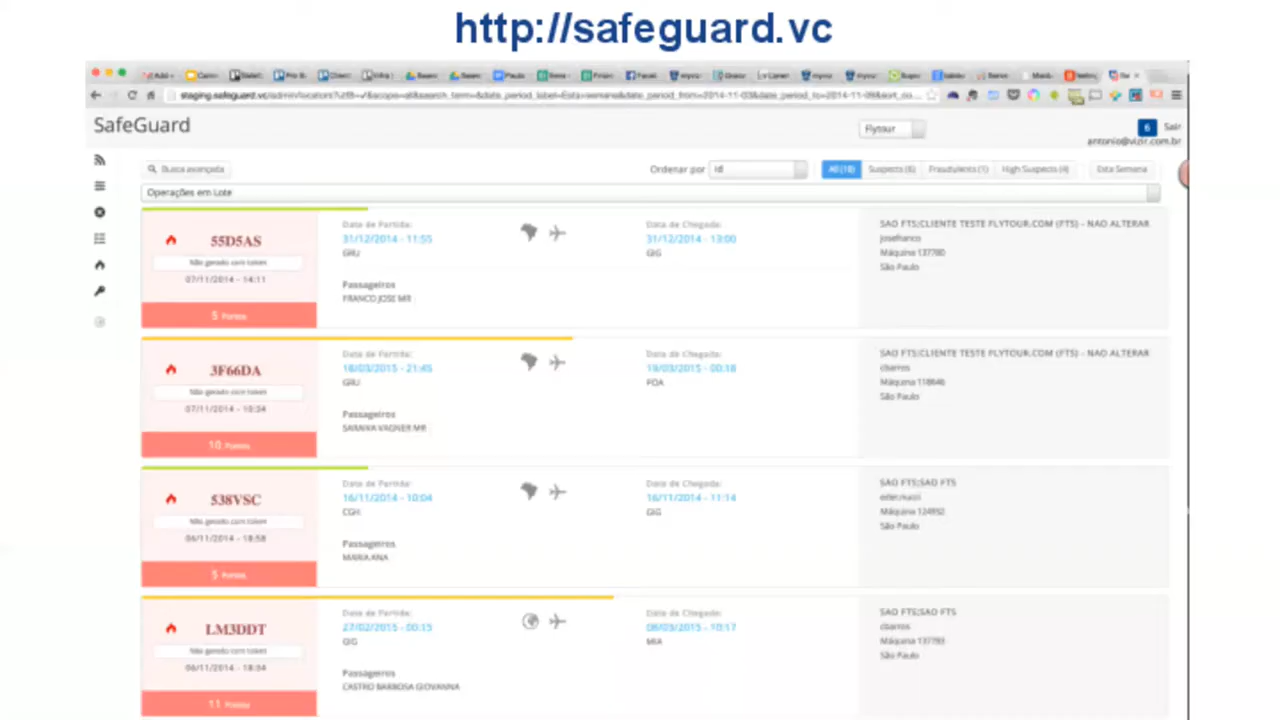 http://safeguard.vc
SafeGuard
Flytour
6
Sair
antonio@vizir.com.br
Busca avançada
Ordenar por
id
All (18)
Suspects (6)
Fraudulents (1)
High Suspects (4)
Esta Semana
Operações em Lote
55D5AS
Não gerado com token
07/11/2014 - 14:11
5 Pontos
Data de Partida:
31/12/2014 - 11:55
GRU
Passageiros
FRANCO JOSE MR
Data de Chegada:
31/12/2014 - 13:00
GIG
SAO FTS;CLIENTE TESTE FLYTOUR.COM (FTS) - NAO ALTERAR
josefranco
Máquina 137780
São Paulo
3F66DA
Não gerado com token
07/11/2014 - 10:34
10 Pontos
Data de Partida:
18/03/2015 - 21:45
GRU
Passageiros
SARAIVA VAGNER MR
Data de Chegada:
19/03/2015 - 00:18
POA
SAO FTS;CLIENTE TESTE FLYTOUR.COM (FTS) - NAO ALTERAR
cbarros
Máquina 118646
São Paulo
538VSC
Não gerado com token
06/11/2014 - 18:58
5 Pontos
Data de Partida:
16/11/2014 - 10:04
CGH
Passageiros
MARIA ANA
Data de Chegada:
16/11/2014 - 11:14
GIG
SAO FTS;SAO FTS
eder.nucci
Máquina 124952
São Paulo
LM3DDT
Não gerado com token
06/11/2014 - 18:34
11 Pontos
Data de Partida:
27/02/2015 - 00:15
GIG
Passageiros
CASTRO BARBOSA GIOVANNA
Data de Chegada:
08/03/2015 - 10:17
MIA
SAO FTS;SAO FTS
cbarros
Máquina 137793
São Paulo